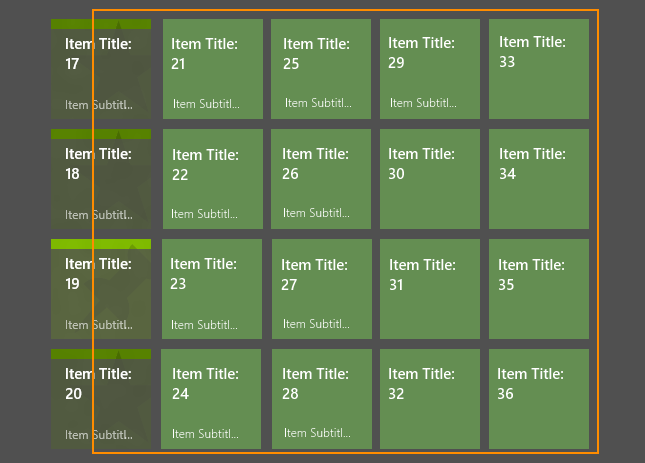 Item Title:
17
Item Subtitl..
Item Title:
21
Item Subtitl...
Item Title:
25
Item Subtitl...
Item Title:
29
Item Subtitl...
Item Title:
33
Item Title:
18
Item Subtitl..
Item Title:
22
Item Subtitl...
Item Title:
26
Item Subtitl...
Item Title:
30
Item Title:
34
Item Title:
19
Item Subtitl..
Item Title:
23
Item Subtitl...
Item Title:
27
Item Subtitl...
Item Title:
31
Item Title:
35
Item Title:
20
Item Subtitl..
Item Title:
24
Item Subtitl...
Item Title:
28
Item Subtitl...
Item Title:
32
Item Title:
36